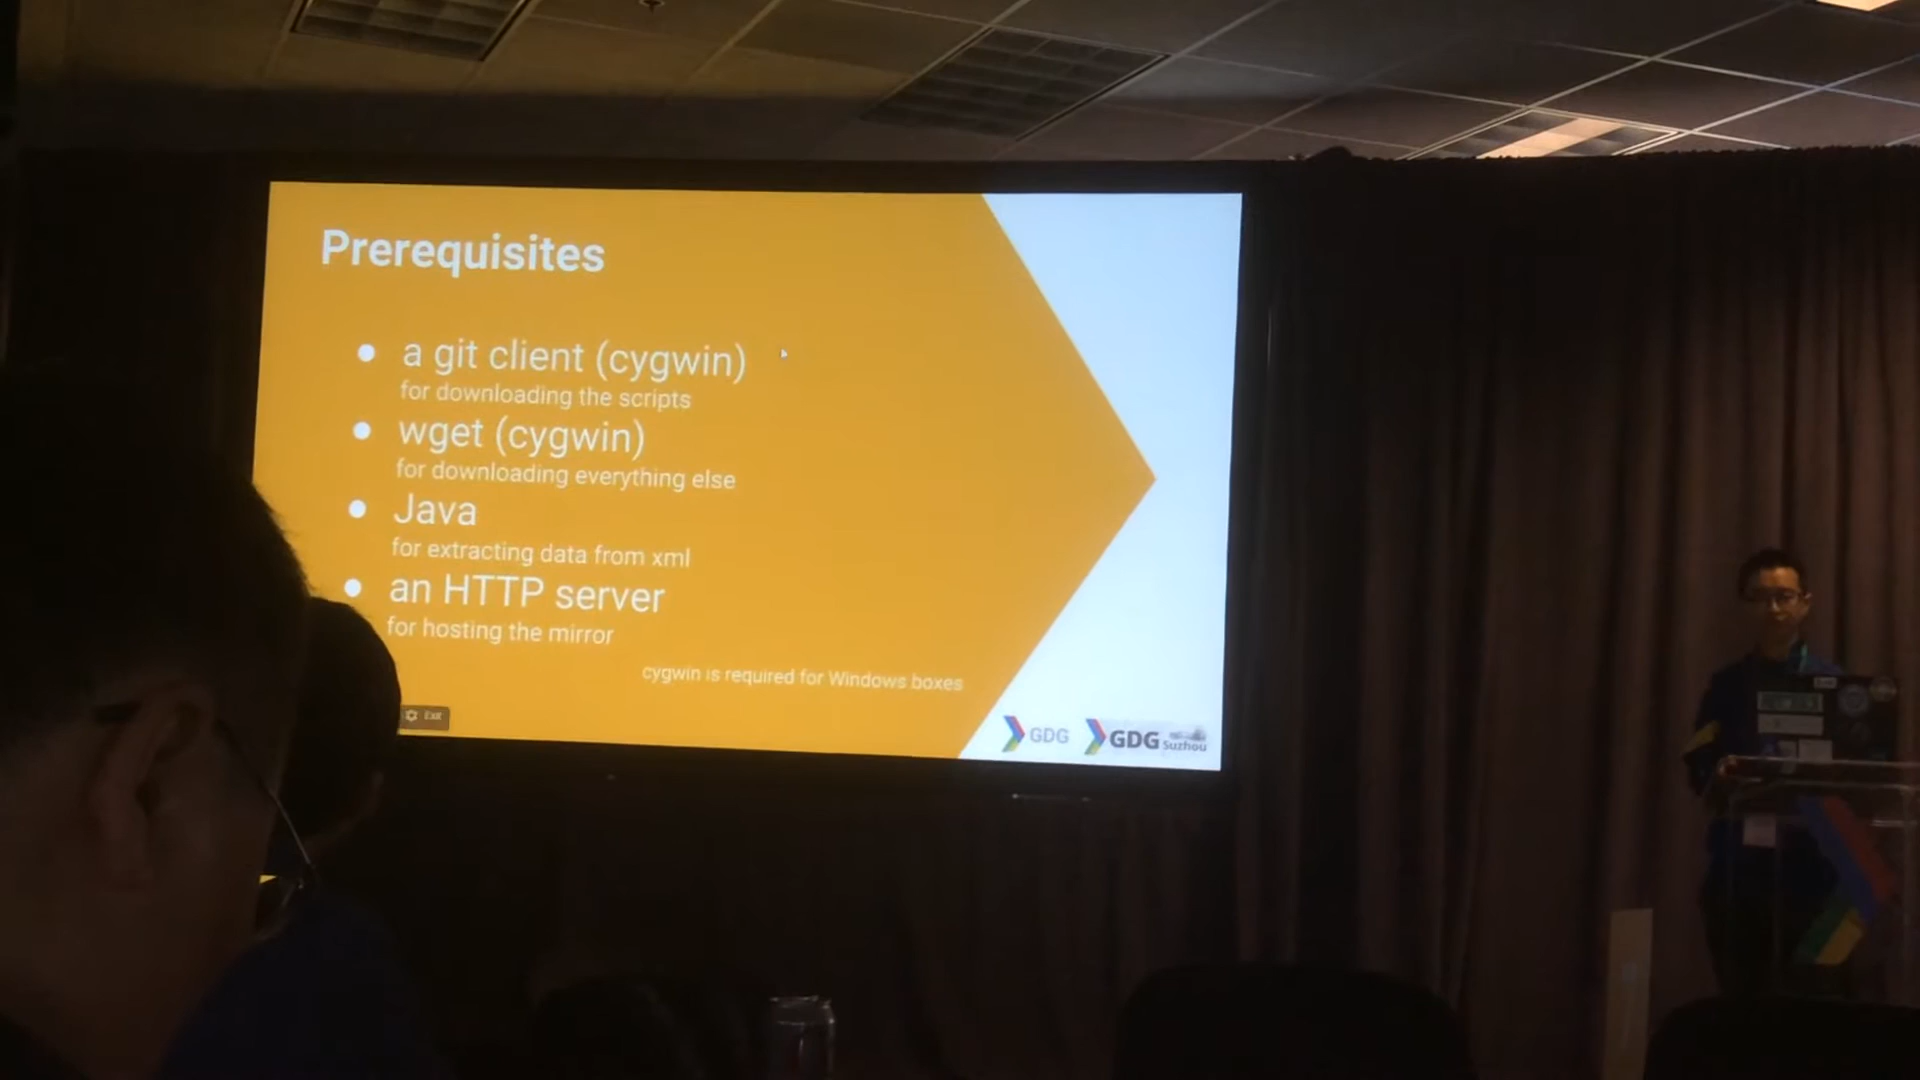 Prerequisites
a git client (cygwin)
for downloading the scripts
wget (cygwin)
for downloading everything else
Java
for extracting data from xml
an HTTP server
for hosting the mirror
cygwin is required for Windows boxes
Exit
GDG
GDG Suzhou